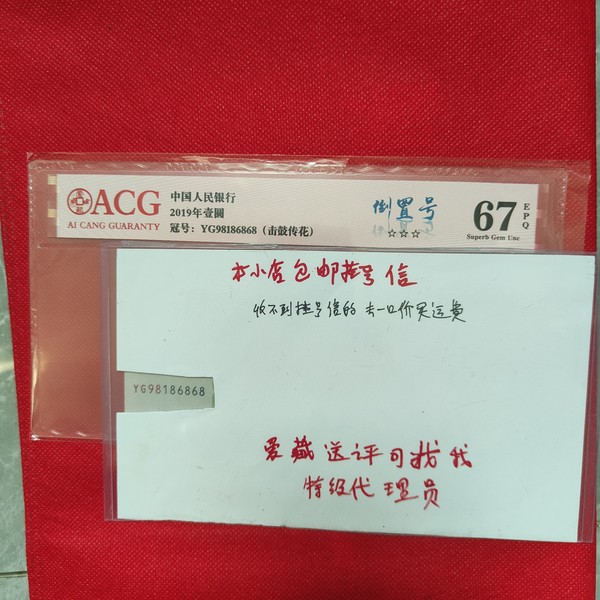 ACG
AI CANG GUARANTY
中国人民银行
2019年壹圆
冠号：YG98186868（击鼓传花）
倒置号
☆☆☆
67
EPQ
Superb Gem Unc
本小店包邮挂号信
收不到挂号信的 去一口价买运费
YG98186868
爱藏送评可找我
特级代理员